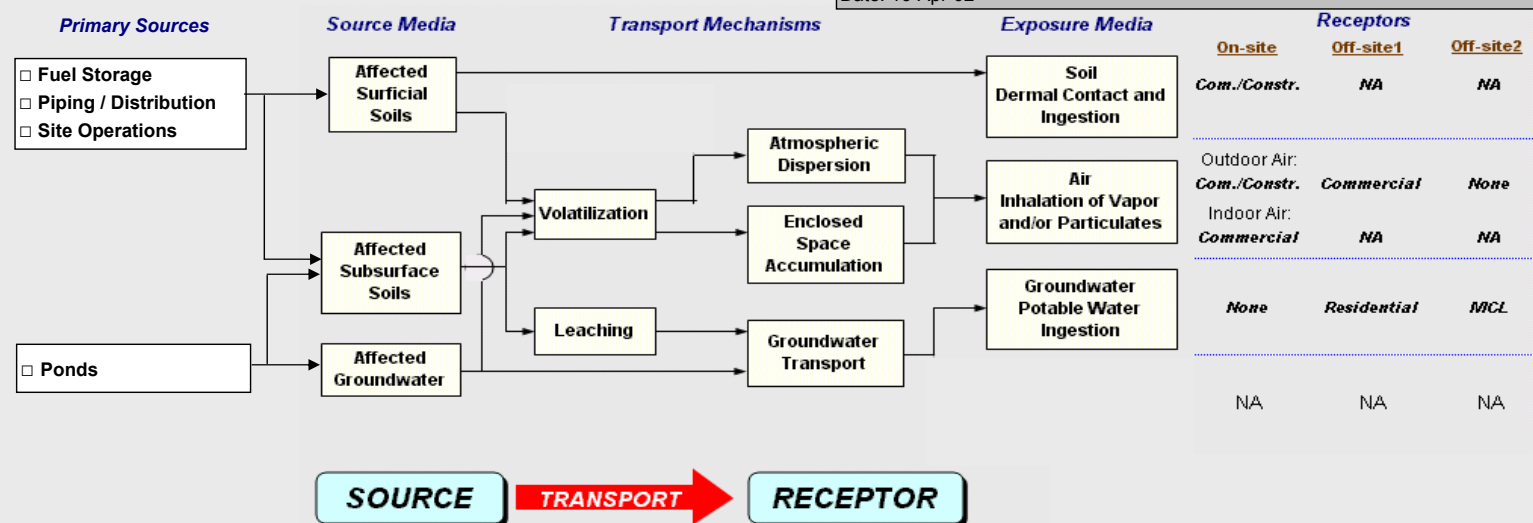 Primary Sources
Source Media
Transport Mechanisms
Exposure Media
Receptors
On-site
Off-site1
Off-site2
□ Fuel Storage
□ Piping / Distribution
□ Site Operations
□ Ponds
Affected
Surficial
Soils
Affected
Subsurface
Soils
Affected
Groundwater
Volatilization
Leaching
Atmospheric
Dispersion
Enclosed
Space
Accumulation
Groundwater
Transport
Soil
Dermal Contact and
Ingestion
Com./Constr. NA NA
Air
Inhalation of Vapor
and/or Particulates
Outdoor Air:
Com./Constr. Commercial None
Indoor Air:
Commercial NA NA
Groundwater
Potable Water
Ingestion
None Residential MCL
NA NA NA
SOURCE
TRANSPORT
RECEPTOR